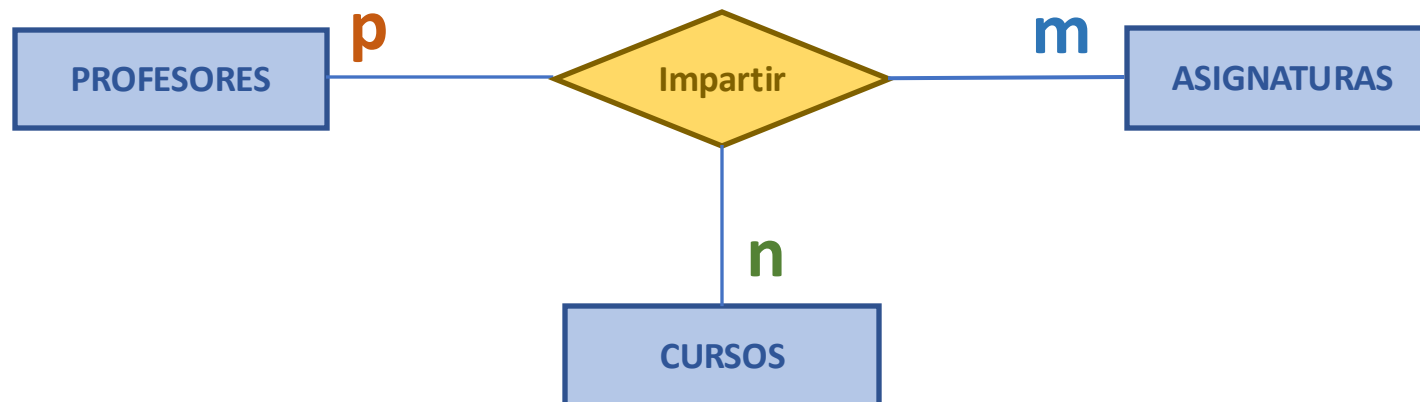 p
m
PROFESORES
Impartir
ASIGNATURAS
n
CURSOS